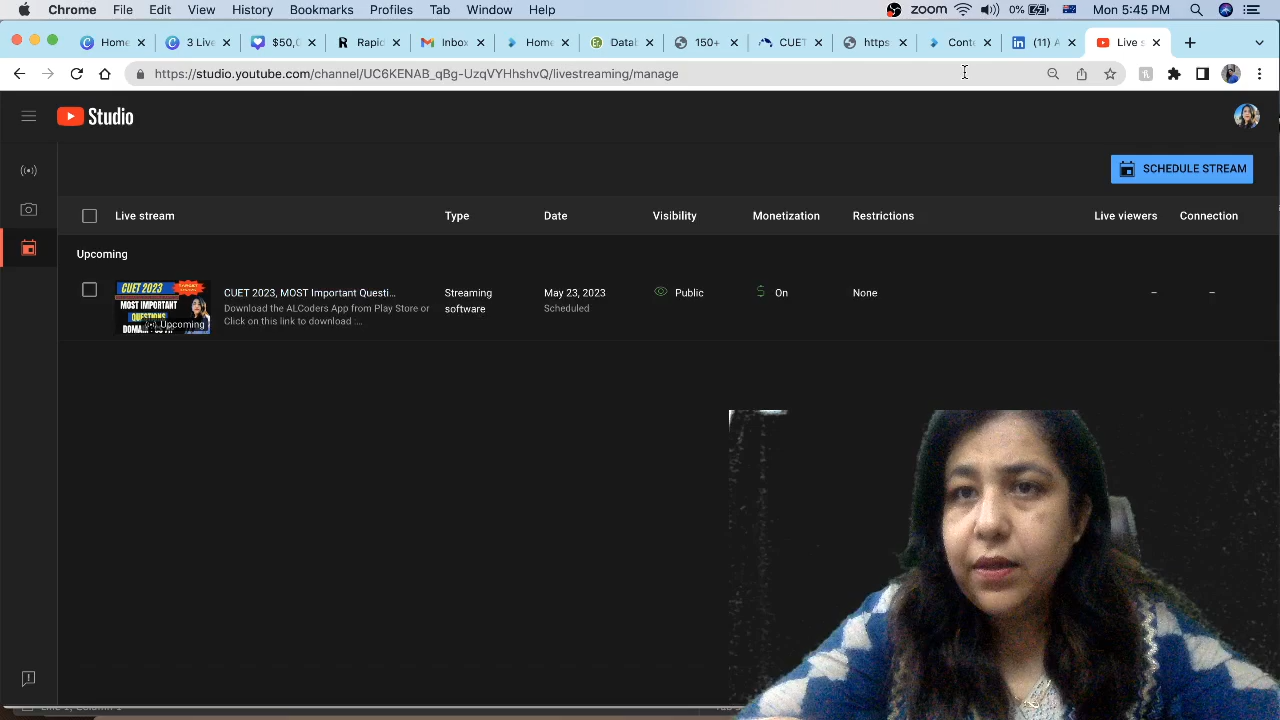 Chrome File Edit View History Bookmarks Profiles Tab Window Help zoom 0% Mon 5:45 PM
Home 3 Live $50, Rapid Inbox Home Datab 150+ CUET https Conte (11) A Live s
https://studio.youtube.com/channel/UC6KENAB_qBg-UzqVYHhshvQ/livestreaming/manage
Studio
SCHEDULE STREAM
Live stream Type Date Visibility Monetization Restrictions Live viewers Connection
Upcoming
CUET 2023
MOST IMPORTANT
QUESTIONS
Upcoming
CUET 2023, MOST Important Questi...
Download the ALCoders App from Play Store or
Click on this link to download :...
Streaming
software
May 23, 2023
Scheduled
Public
On
None
–
–